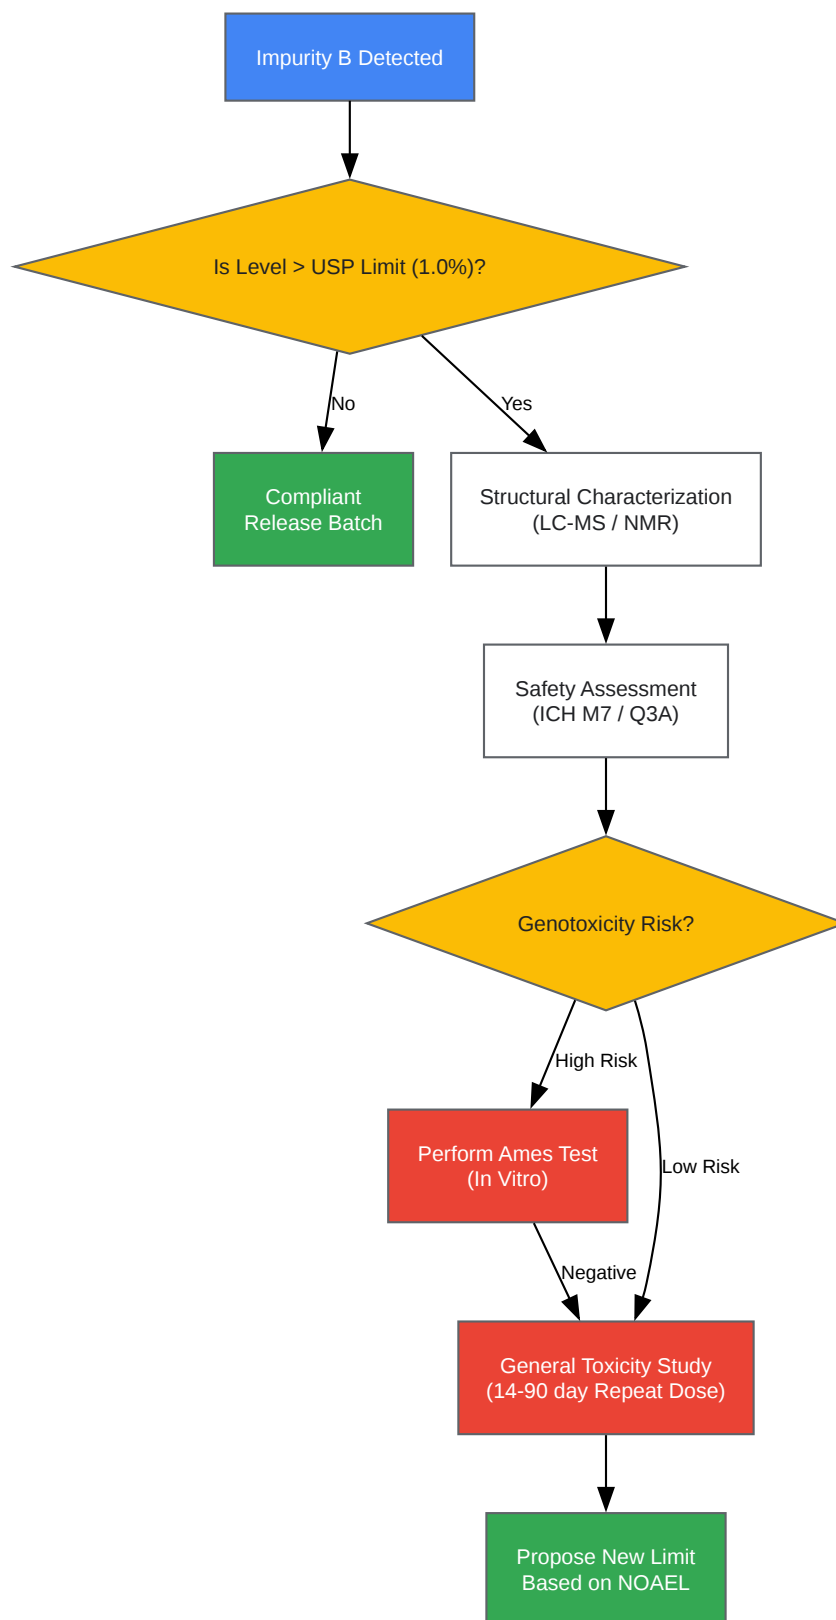 Impurity B Detected
Is Level > USP Limit (1.0%)?
No
Yes
Compliant
Release Batch
Structural Characterization
(LC-MS / NMR)
Safety Assessment
(ICH M7 / Q3A)
Genotoxicity Risk?
High Risk
Perform Ames Test
(In Vitro)
Low Risk
Negative
General Toxicity Study
(14-90 day Repeat Dose)
Propose New Limit
Based on NOAEL